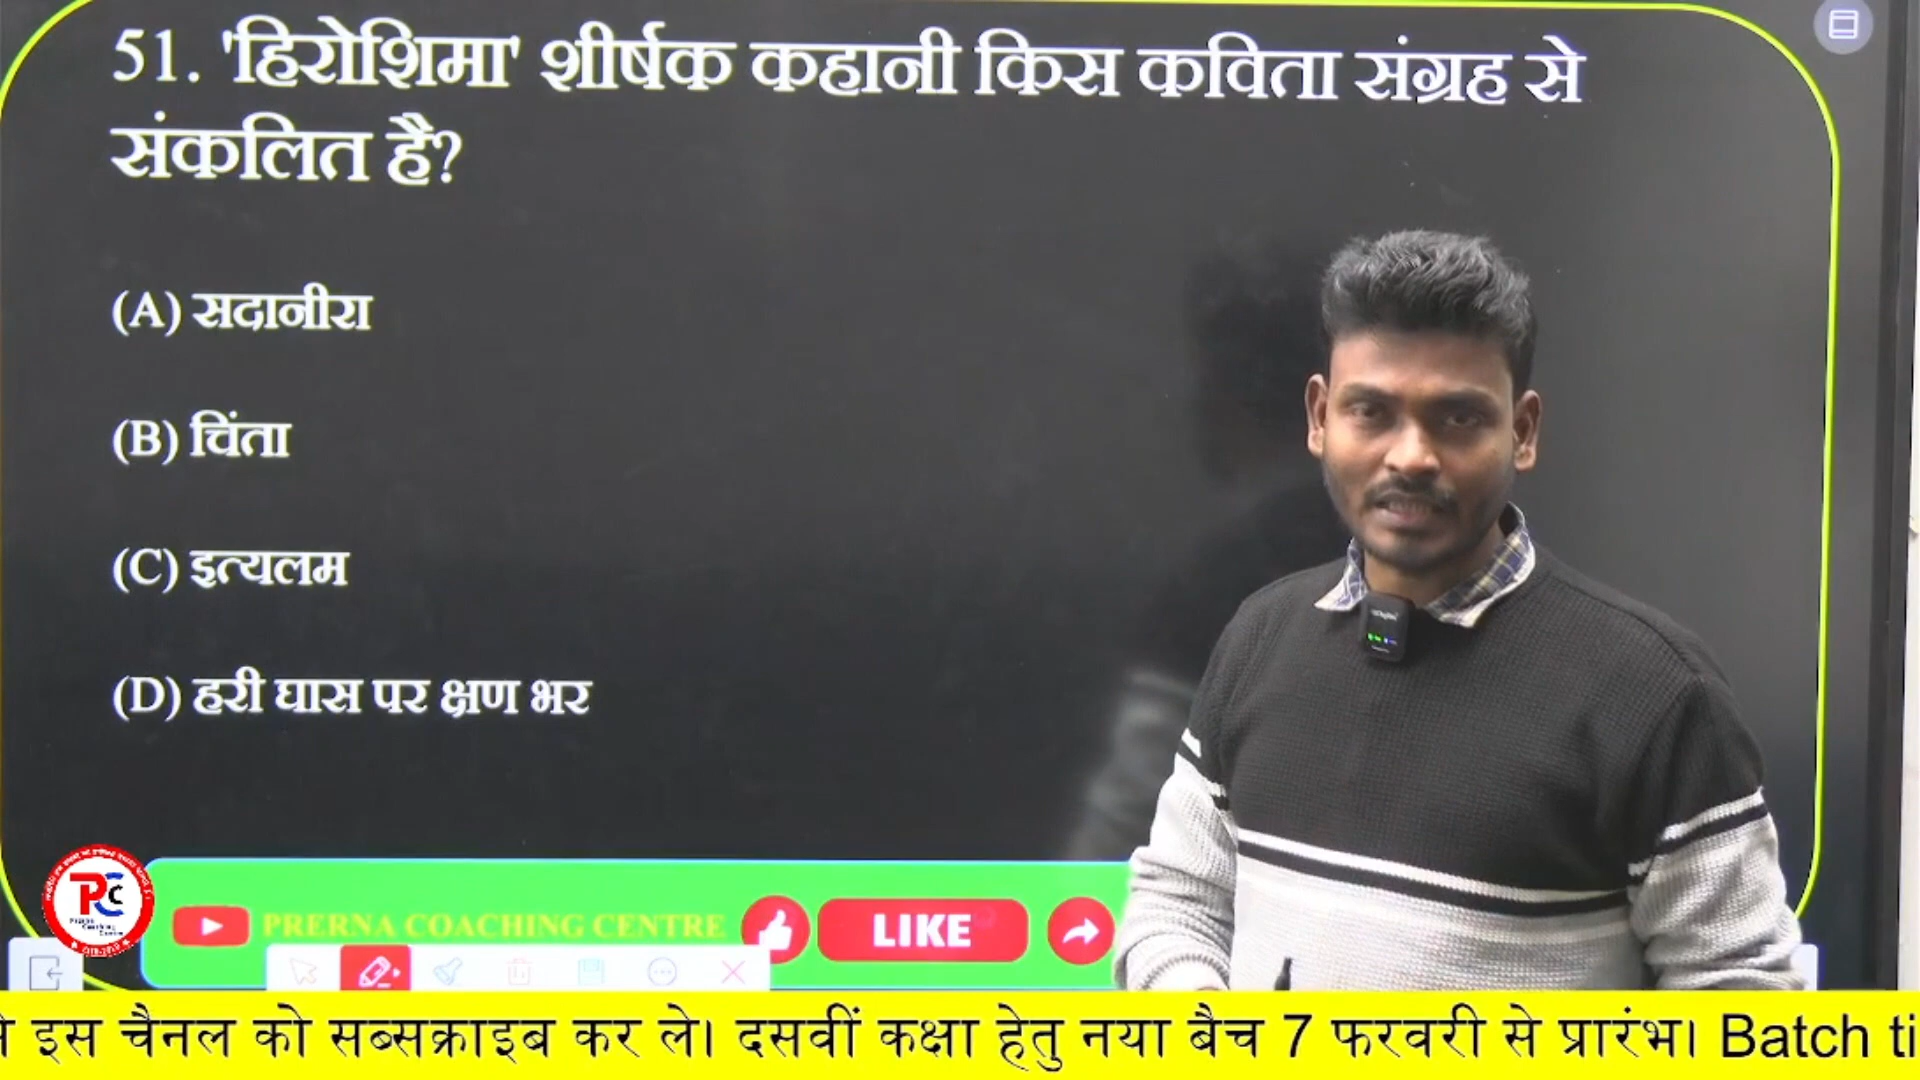 51. 'हिरोशिमा' शीर्षक कहानी किस कविता संग्रह से
संकलित है?
(A) सदानीरा
(B) चिंता
(C) इत्यलम
(D) हरी घास पर क्षण भर
PRERNA COACHING CENTRE
LIKE
इस चैनल को सब्सक्राइब कर ले। दसवीं कक्षा हेतु नया बैच 7 फरवरी से प्रारंभ। Batch ti